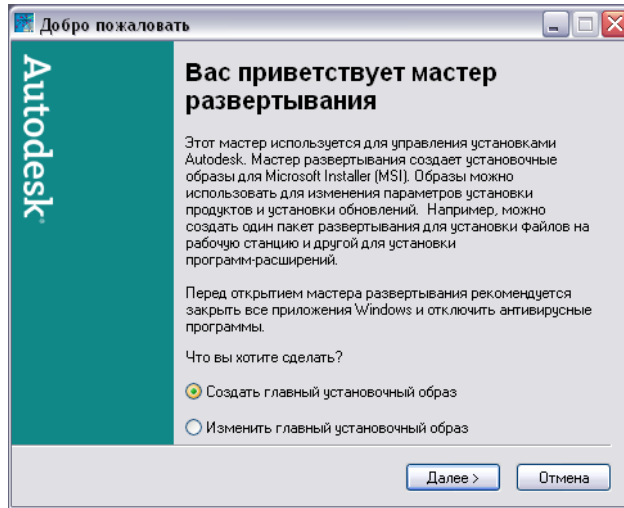 Добро пожаловать
Autodesk
Вас приветствует мастер
развертывания
Этот мастер используется для управления установками
Autodesk. Мастер развертывания создает установочные
образы для Microsoft Installer (MSI). Образы можно
использовать для изменения параметров установки
продуктов и установки обновлений. Например, можно
создать один пакет развертывания для установки файлов на
рабочую станцию и другой для установки
программ-расширений.
Перед открытием мастера развертывания рекомендуется
закрыть все приложения Windows и отключить антивирусные
программы.
Что вы хотите сделать?
Создать главный установочный образ
Изменить главный установочный образ
Далее >
Отмена